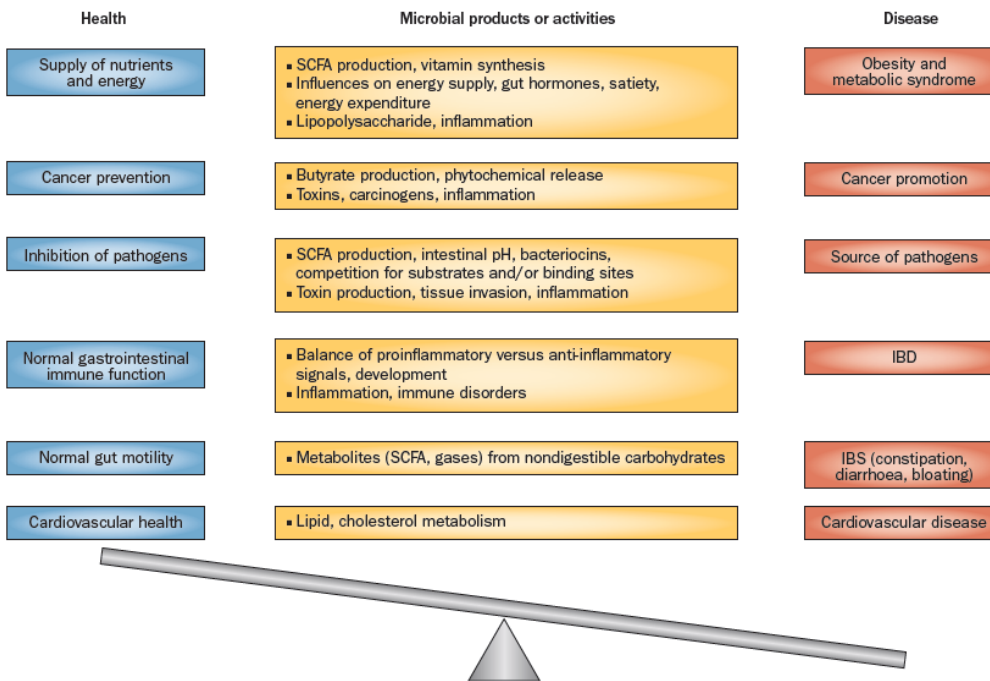 Health
Microbial products or activities
Disease
Supply of nutrients
and energy
▪ SCFA production, vitamin synthesis
▪ Influences on energy supply, gut hormones, satiety,
energy expenditure
▪ Lipopolysaccharide, inflammation
Obesity and
metabolic syndrome
Cancer prevention
▪ Butyrate production, phytochemical release
▪ Toxins, carcinogens, inflammation
Cancer promotion
Inhibition of pathogens
▪ SCFA production, intestinal pH, bacteriocins,
competition for substrates and/or binding sites
▪ Toxin production, tissue invasion, inflammation
Source of pathogens
Normal gastrointestinal
immune function
▪ Balance of proinflammatory versus anti-inflammatory
signals, development
▪ Inflammation, immune disorders
IBD
Normal gut motility
▪ Metabolites (SCFA, gases) from nondigestible carbohydrates
IBS (constipation,
diarrhoea, bloating)
Cardiovascular health
▪ Lipid, cholesterol metabolism
Cardiovascular disease